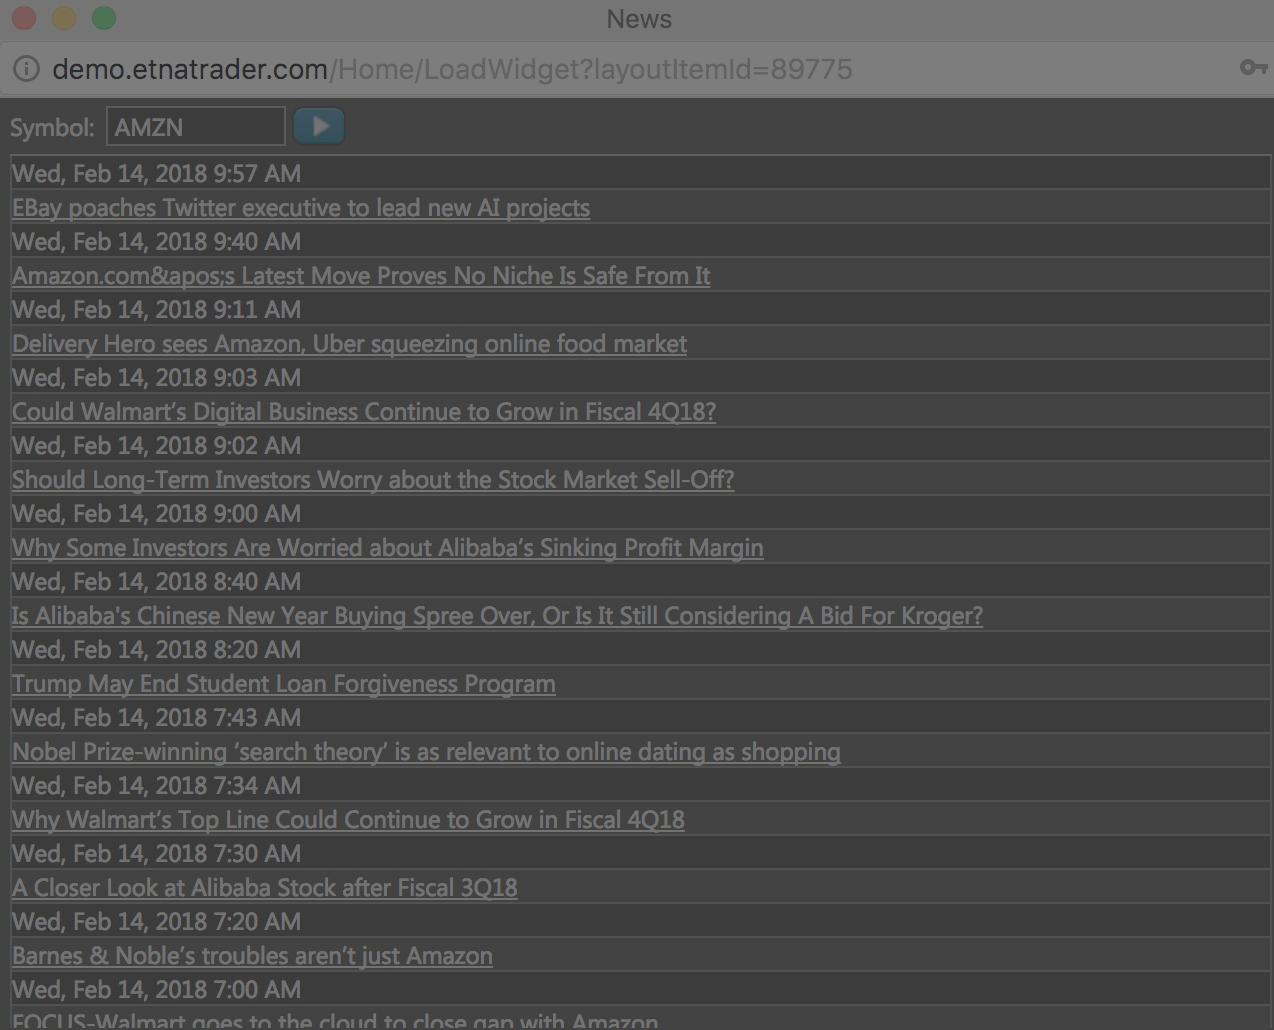 News
demo.etnatrader.com/Home/LoadWidget?layoutItemId=89775
Symbol: AMZN
Wed, Feb 14, 2018 9:57 AM
EBay poaches Twitter executive to lead new AI projects
Wed, Feb 14, 2018 9:40 AM
Amazon.com&apos;s Latest Move Proves No Niche Is Safe From It
Wed, Feb 14, 2018 9:11 AM
Delivery Hero sees Amazon, Uber squeezing online food market
Wed, Feb 14, 2018 9:03 AM
Could Walmart’s Digital Business Continue to Grow in Fiscal 4Q18?
Wed, Feb 14, 2018 9:02 AM
Should Long-Term Investors Worry about the Stock Market Sell-Off?
Wed, Feb 14, 2018 9:00 AM
Why Some Investors Are Worried about Alibaba’s Sinking Profit Margin
Wed, Feb 14, 2018 8:40 AM
Is Alibaba's Chinese New Year Buying Spree Over, Or Is It Still Considering A Bid For Kroger?
Wed, Feb 14, 2018 8:20 AM
Trump May End Student Loan Forgiveness Program
Wed, Feb 14, 2018 7:43 AM
Nobel Prize-winning ‘search theory’ is as relevant to online dating as shopping
Wed, Feb 14, 2018 7:34 AM
Why Walmart’s Top Line Could Continue to Grow in Fiscal 4Q18
Wed, Feb 14, 2018 7:30 AM
A Closer Look at Alibaba Stock after Fiscal 3Q18
Wed, Feb 14, 2018 7:20 AM
Barnes & Noble’s troubles aren’t just Amazon
Wed, Feb 14, 2018 7:00 AM
FOCUS-Walmart goes to the cloud to close gap with Amazon